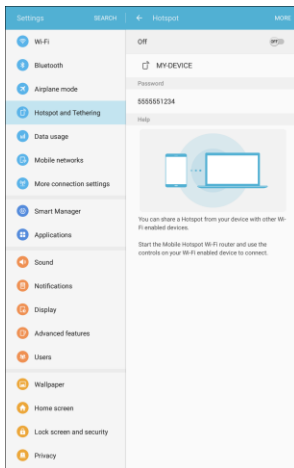 Settings
SEARCH
Wi-Fi
Bluetooth
Airplane mode
Hotspot and Tethering
Data usage
Mobile networks
More connection settings
Smart Manager
Applications
Sound
Notifications
Display
Advanced features
Users
Wallpaper
Home screen
Lock screen and security
Privacy
Hotspot
MORE
Off
OFF
MY-DEVICE
Password
5555551234
Help
You can share a Hotspot from your device with other Wi-
Fi enabled devices.
Start the Mobile Hotspot Wi-Fi router and use the
controls on your Wi-Fi enabled device to connect.